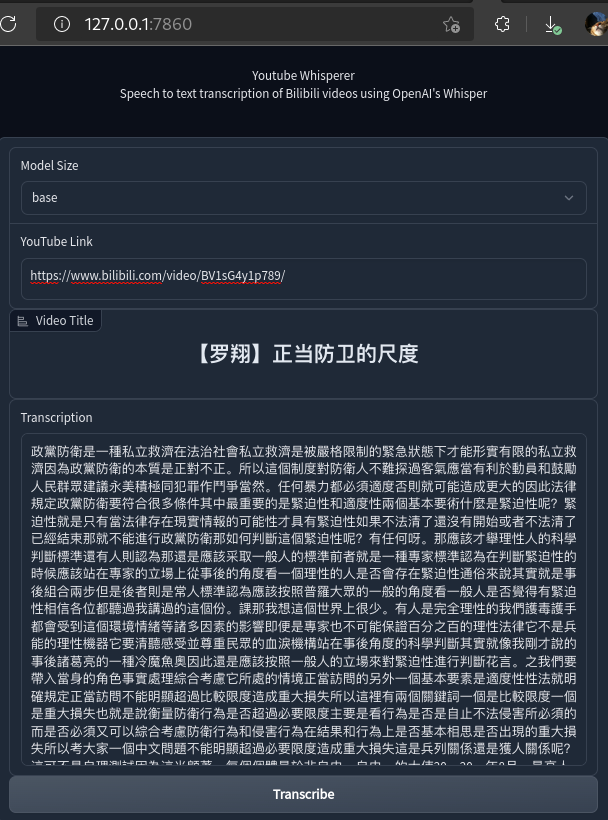 127.0.0.1:7860
Youtube Whisperer
Speech to text transcription of Bilibili videos using OpenAI's Whisper
Model Size
base
YouTube Link
https://www.bilibili.com/video/BV1sG4y1p789/
Video Title
【罗翔】正当防卫的尺度
Transcription
政黨防衛是一種私立救濟在法治社會私立救濟是被嚴格限制的緊急狀態下才能形實有限的私立救
濟因為政黨防衛的本質是正對不正。所以這個制度對防衛人不難探過客氣應當有利於動員和鼓勵
人民群眾建議永美積極同犯罪作鬥爭當然。任何暴力都必須適度否則就可能造成更大的因此法律
規定政黨防衛要符合很多條件其中最重要的是緊迫性和適度性兩個基本要術什麼是緊迫性呢？緊
迫性就是只有當法律存在現實情報的可能性才具有緊迫性如果不法清了還沒有開始或者不法清了
已經結束那就不能進行政黨防衛那如何判斷這個緊迫性呢？有任何呀。那應該才舉理性人的科學
判斷標準還有人則認為那還是應該采取一般人的標準前者就是一種專家標準認為在判斷緊迫性的
時候應該站在專家的立場上從事後的角度看一個理性的人是否會存在緊迫性通俗來說其實就是事
後組合兩步但是後者則是常人標準認為應該按照普羅大眾的一般的角度看一般人是否覺得有緊迫
性相信各位都聽過我講過的這個份。課那我想這個世界上很少。有人是完全理性的我們護毒護手
都會受到這個環境情緒等諸多因素的影響即便是專家也不可能保證百分之百的理性法律它不是兵
能的理性機器它要清聽感受並尊重民眾的血淚機構站在事後角度的科學判斷其實就像我剛才說的
事後諸葛亮的一種冷魔魚奧因此還是應該按照一般人的立場來對緊迫性進行判斷花言。之我們要
帶入當身的角色事實處理綜合考慮它所處的情境正當訪問的另外一個基本要素是適度性性法就明
確規定正當訪問不能明顯超過比較限度造成重大損失所以這裡有兩個關鍵詞一個是比較限度一個
是重大損失也就是說衡量防衛行為是否超過必要限度主要是看行為是否是自止不法侵害所必須的
而是否必須又可以綜合考慮防衛行為和侵害行為在結果和行為上是否基本相思是否出現的重大損
失所以考大家一個中文問題不能明顯超過必要限度造成重大損失這是兵列關係還是獲人關係呢？